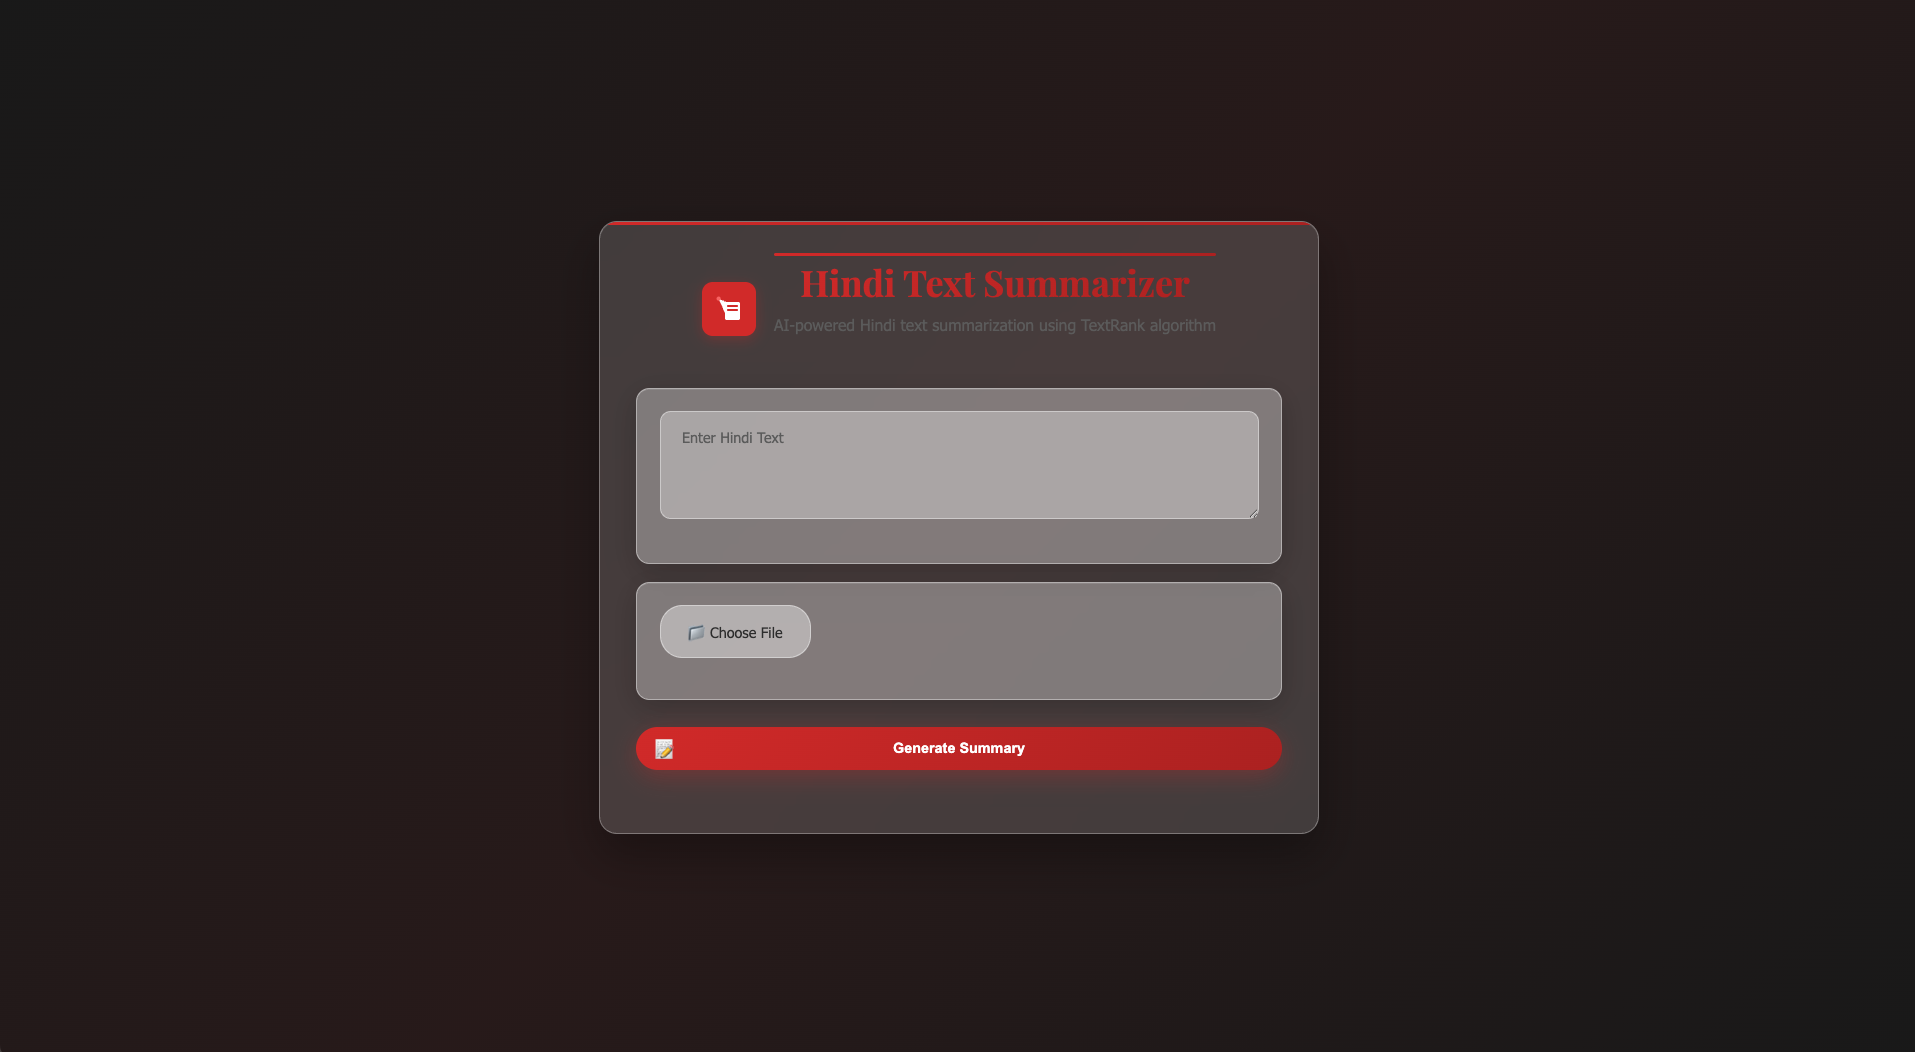 Hindi Text Summarizer
AI-powered Hindi text summarization using TextRank algorithm
Enter Hindi Text
Choose File
Generate Summary